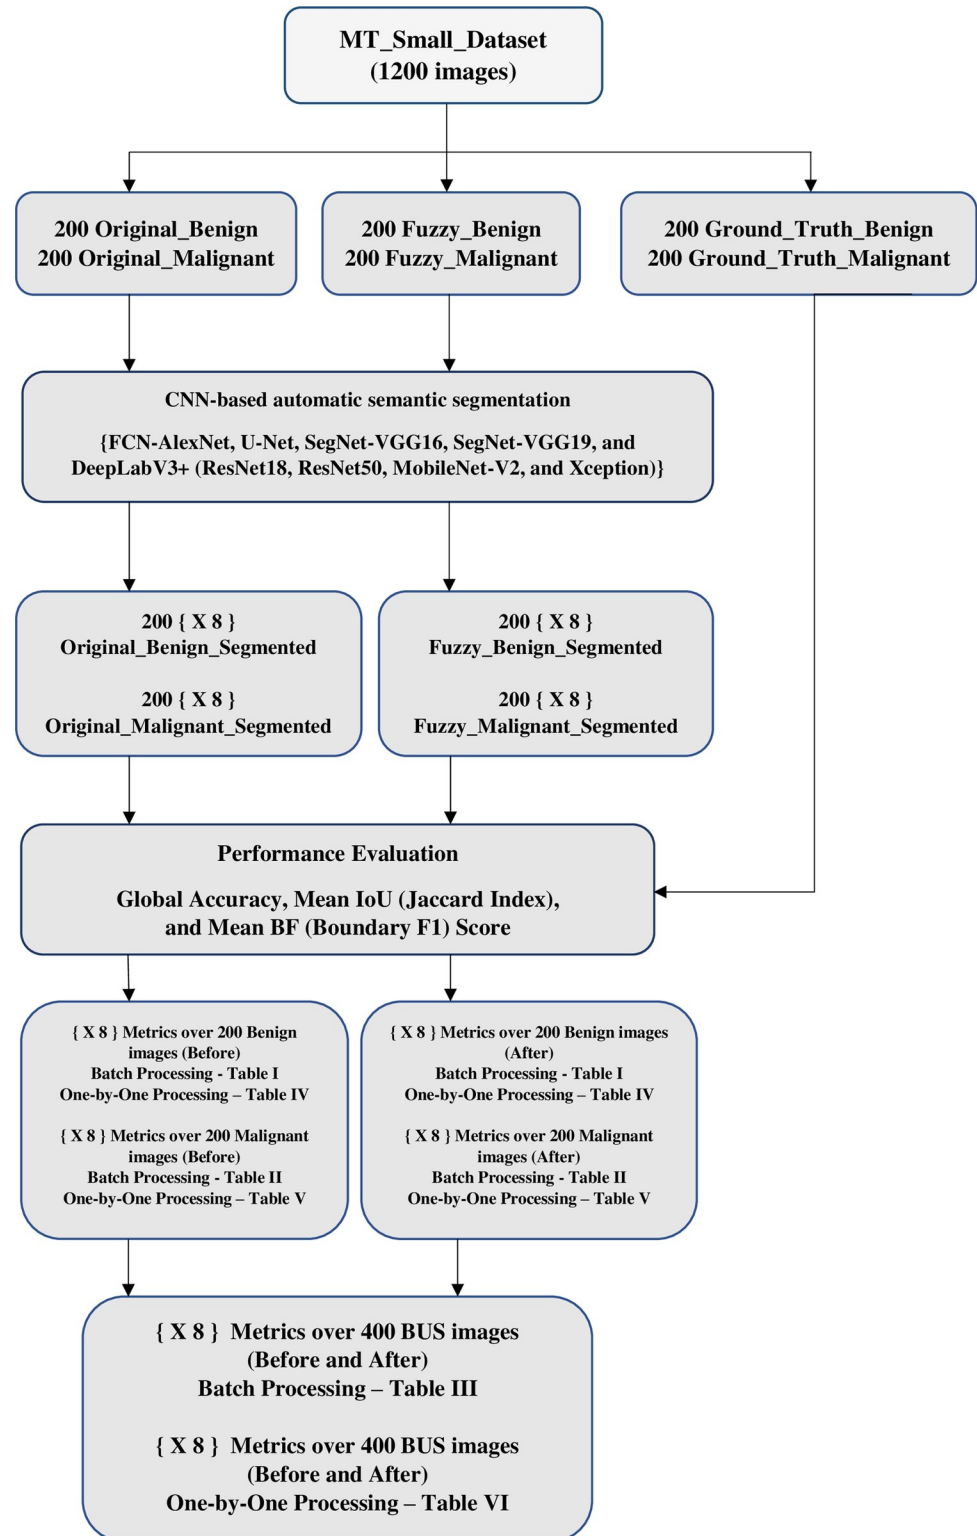 MT_Small_Dataset
(1200 images)
200 Original_Benign
200 Original_Malignant
200 Fuzzy_Benign
200 Fuzzy_Malignant
200 Ground_Truth_Benign
200 Ground_Truth_Malignant
CNN-based automatic semantic segmentation
{FCN-AlexNet, U-Net, SegNet-VGG16, SegNet-VGG19, and
DeepLabV3+ (ResNet18, ResNet50, MobileNet-V2, and Xception)}
200 { X 8 }
Original_Benign_Segmented
200 { X 8 }
Original_Malignant_Segmented
200 { X 8 }
Fuzzy_Benign_Segmented
200 { X 8 }
Fuzzy_Malignant_Segmented
Performance Evaluation
Global Accuracy, Mean IoU (Jaccard Index),
and Mean BF (Boundary F1) Score
{ X 8 } Metrics over 200 Benign
images (Before)
Batch Processing - Table I
One-by-One Processing – Table IV
{ X 8 } Metrics over 200 Malignant
images (Before)
Batch Processing - Table II
One-by-One Processing – Table V
{ X 8 } Metrics over 200 Benign images
(After)
Batch Processing - Table I
One-by-One Processing – Table IV
{ X 8 } Metrics over 200 Malignant
images (After)
Batch Processing - Table II
One-by-One Processing – Table V
{ X 8 } Metrics over 400 BUS images
(Before and After)
Batch Processing – Table III
{ X 8 } Metrics over 400 BUS images
(Before and After)
One-by-One Processing – Table VI